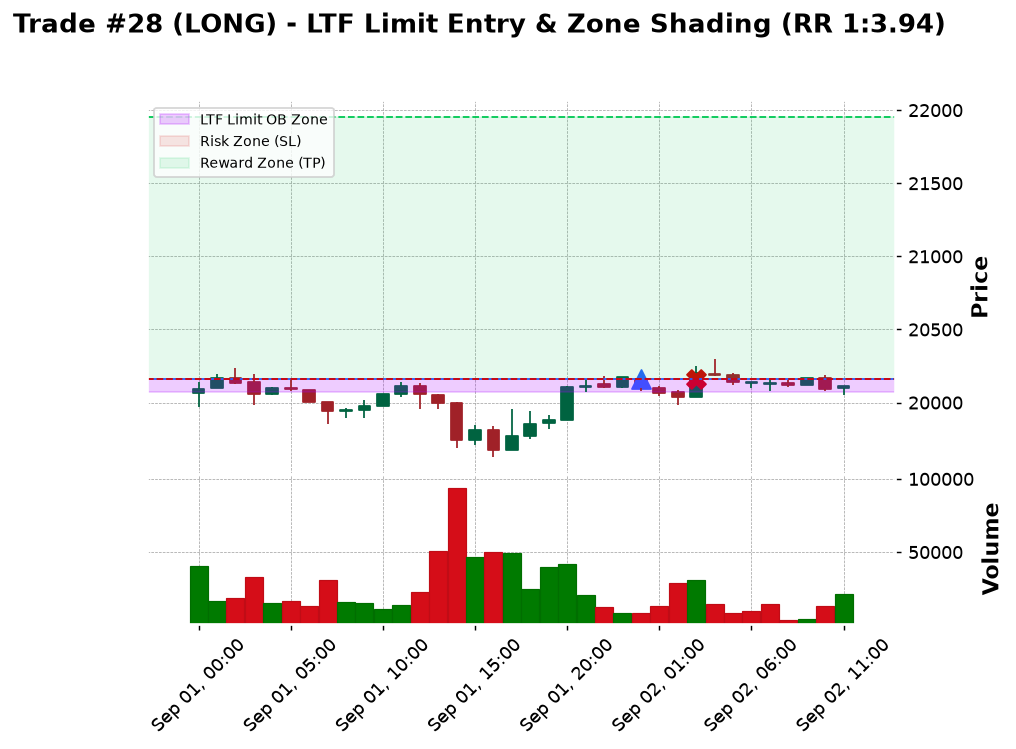 Trade #28 (LONG) - LTF Limit Entry & Zone Shading (RR 1:3.94)
LTF Limit OB Zone
Risk Zone (SL)
Reward Zone (TP)
22000
21500
21000
20500
20000
Price
100000
50000
Volume
Sep 01, 00:00
Sep 01, 05:00
Sep 01, 10:00
Sep 01, 15:00
Sep 01, 20:00
Sep 02, 01:00
Sep 02, 06:00
Sep 02, 11:00